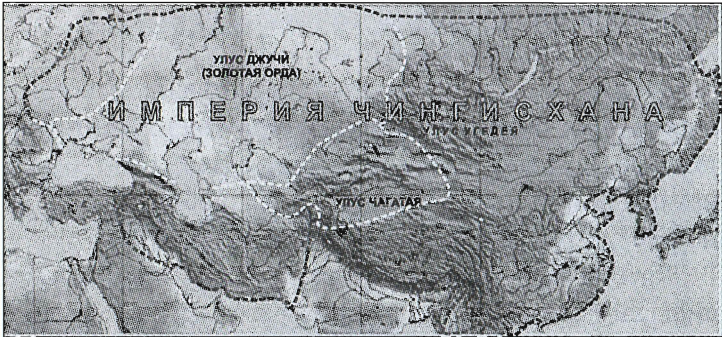 УЛУС ДЖУЧИ
(ЗОЛОТАЯ ОРДА)
ИМПЕРИЯ ЧИНГИСХАНА
УЛУС УГЕДЕЯ
УЛУС ЧАГАТАЯ